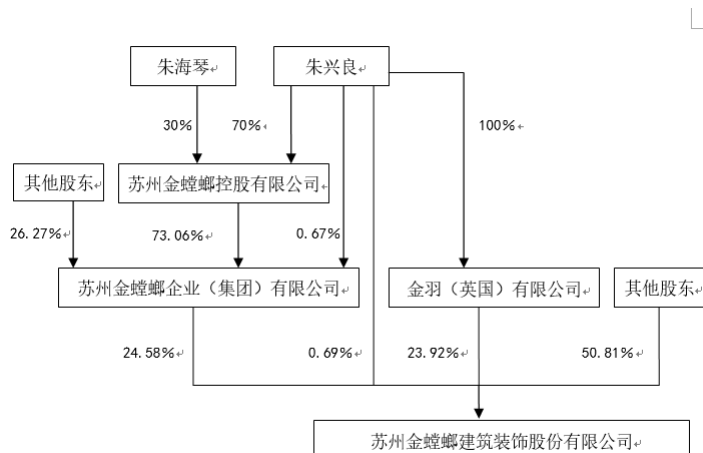 朱海琴
朱兴良
30%
70%
100%
其他股东
苏州金螳螂控股有限公司
26.27%
73.06%
0.67%
苏州金螳螂企业（集团）有限公司
金羽（英国）有限公司
其他股东
24.58%
0.69%
23.92%
50.81%
苏州金螳螂建筑装饰股份有限公司